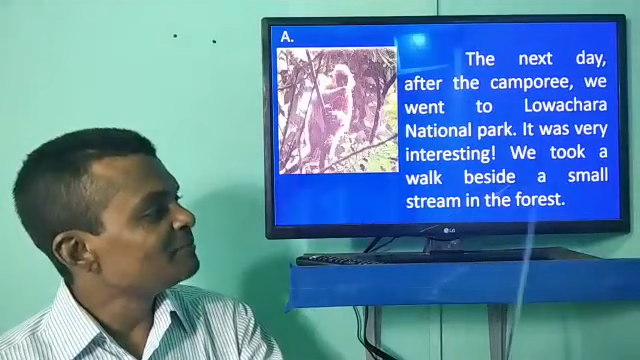 A.
The next day,
after the camporee, we
went to Lowachara
National park. It was very
interesting! We took a
walk beside a small
stream in the forest.
LG